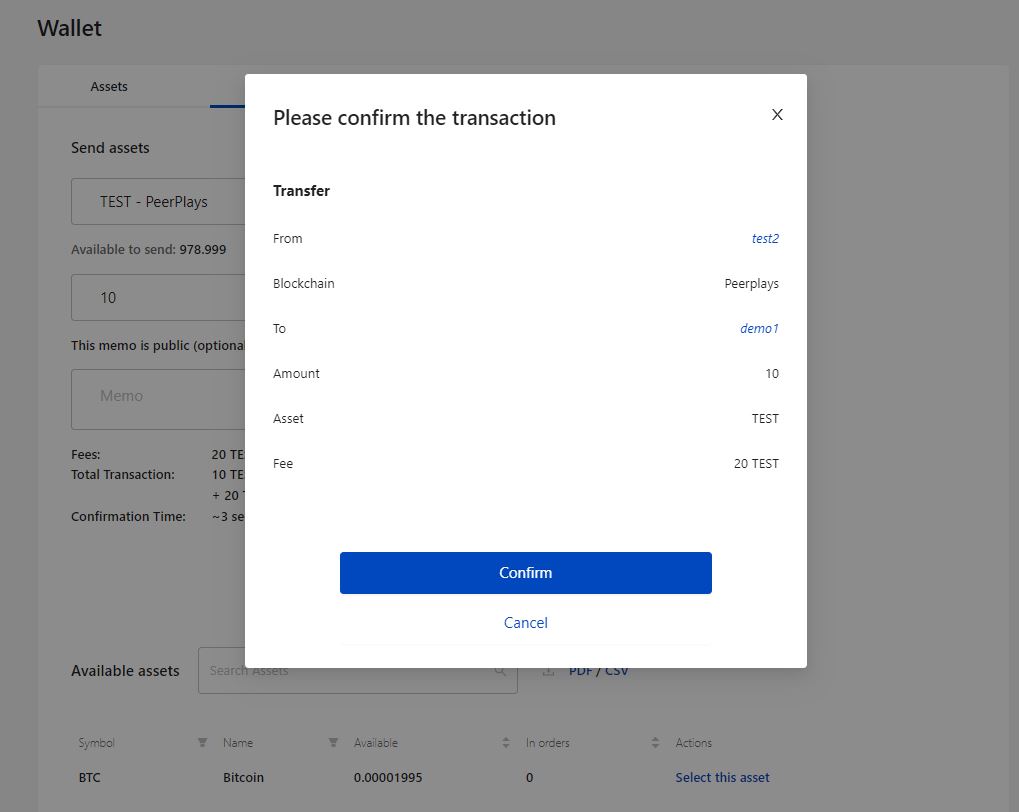 Wallet
Assets
Please confirm the transaction
X
Send assets
Transfer
TEST - PeerPlays
From test2
Available to send: 978.999
Blockchain Peerplays
10
To demo1
This memo is public (optional
Amount 10
Memo
Asset TEST
Fees: 20 TE
Fee 20 TEST
Total Transaction: 10 TE
+ 20
Confirmation Time: ~3 se
Confirm
Cancel
Available assets Search Assets PDF / CSV
Symbol Name Available In orders Actions
BTC Bitcoin 0.00001995 0 Select this asset